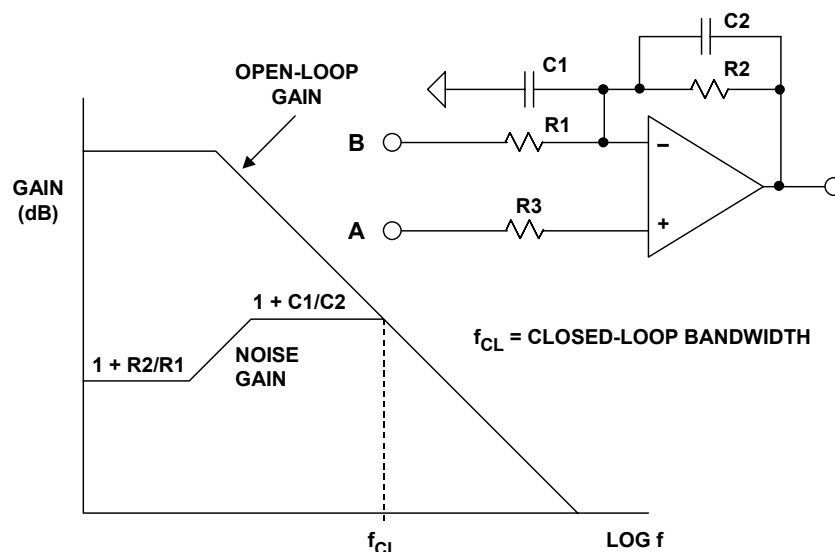 C2
C1
R2
OPEN-LOOP
GAIN
B
R1
−
GAIN
(dB)
R3
A
+
1 + C1/C2
f_CL = CLOSED-LOOP BANDWIDTH
1 + R2/R1
NOISE
GAIN
f_CL
LOG f